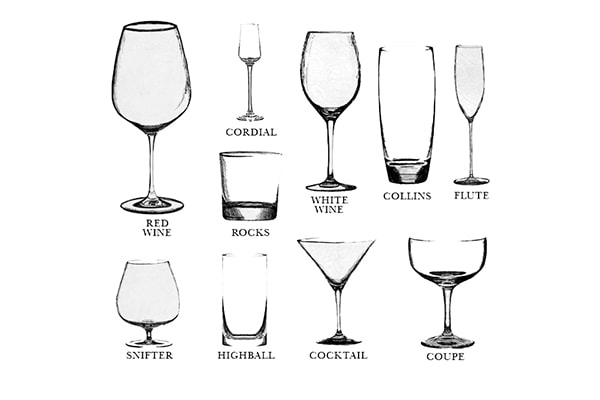 CORDIAL
RED
WINE
ROCKS
WHITE
WINE
COLLINS
FLUTE
SNIFTER
HIGHBALL
COCKTAIL
COUPE